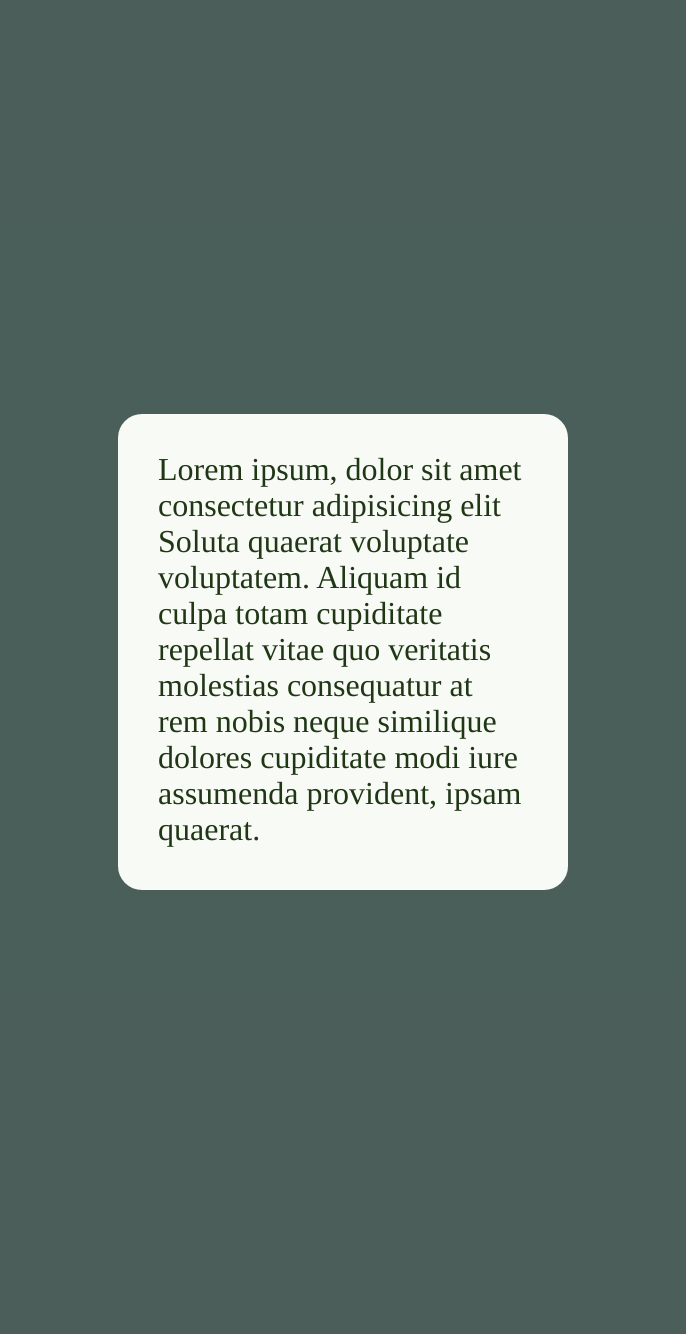 Lorem ipsum, dolor sit amet
consectetur adipisicing elit
Soluta quaerat voluptate
voluptatem. Aliquam id
culpa totam cupiditate
repellat vitae quo veritatis
molestias consequatur at
rem nobis neque similique
dolores cupiditate modi iure
assumenda provident, ipsam
quaerat.